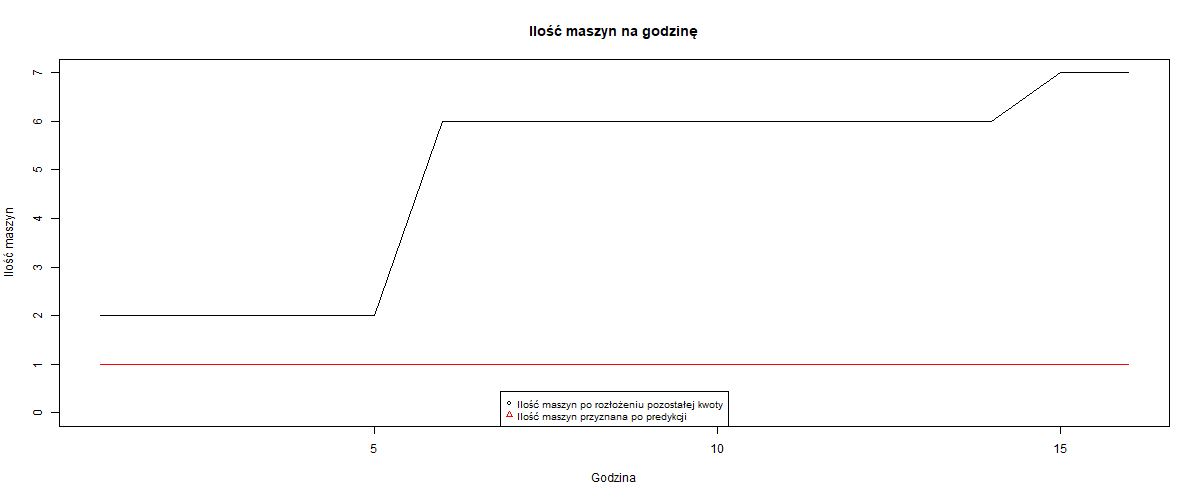 Ilość maszyn na godzinę
Ilość maszyn
7
6
5
4
3
2
1
0
Ilość maszyn po rozłożeniu pozostałej kwoty
Ilość maszyn przyznana po predykcji
5 10 15
Godzina